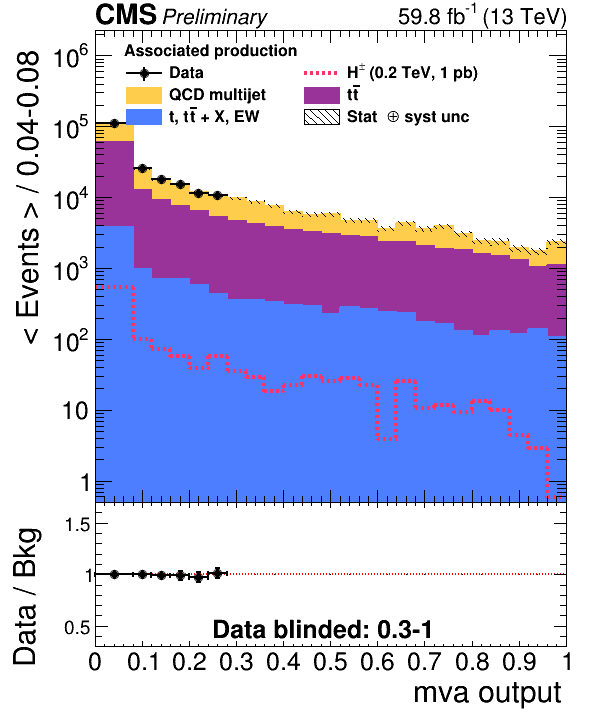 CMS Preliminary 59.8 fb⁻¹ (13 TeV)
Associated production
Data
H± (0.2 TeV, 1 pb)
QCD multijet
tt̄
t, tt̄ + X, EW
Stat ⊕ syst unc
< Events > / 0.04-0.08
10⁶
10⁵
10⁴
10³
10²
10
1
Data / Bkg
1.5
1
0.5
Data blinded: 0.3-1
0 0.1 0.2 0.3 0.4 0.5 0.6 0.7 0.8 0.9 1
mva output